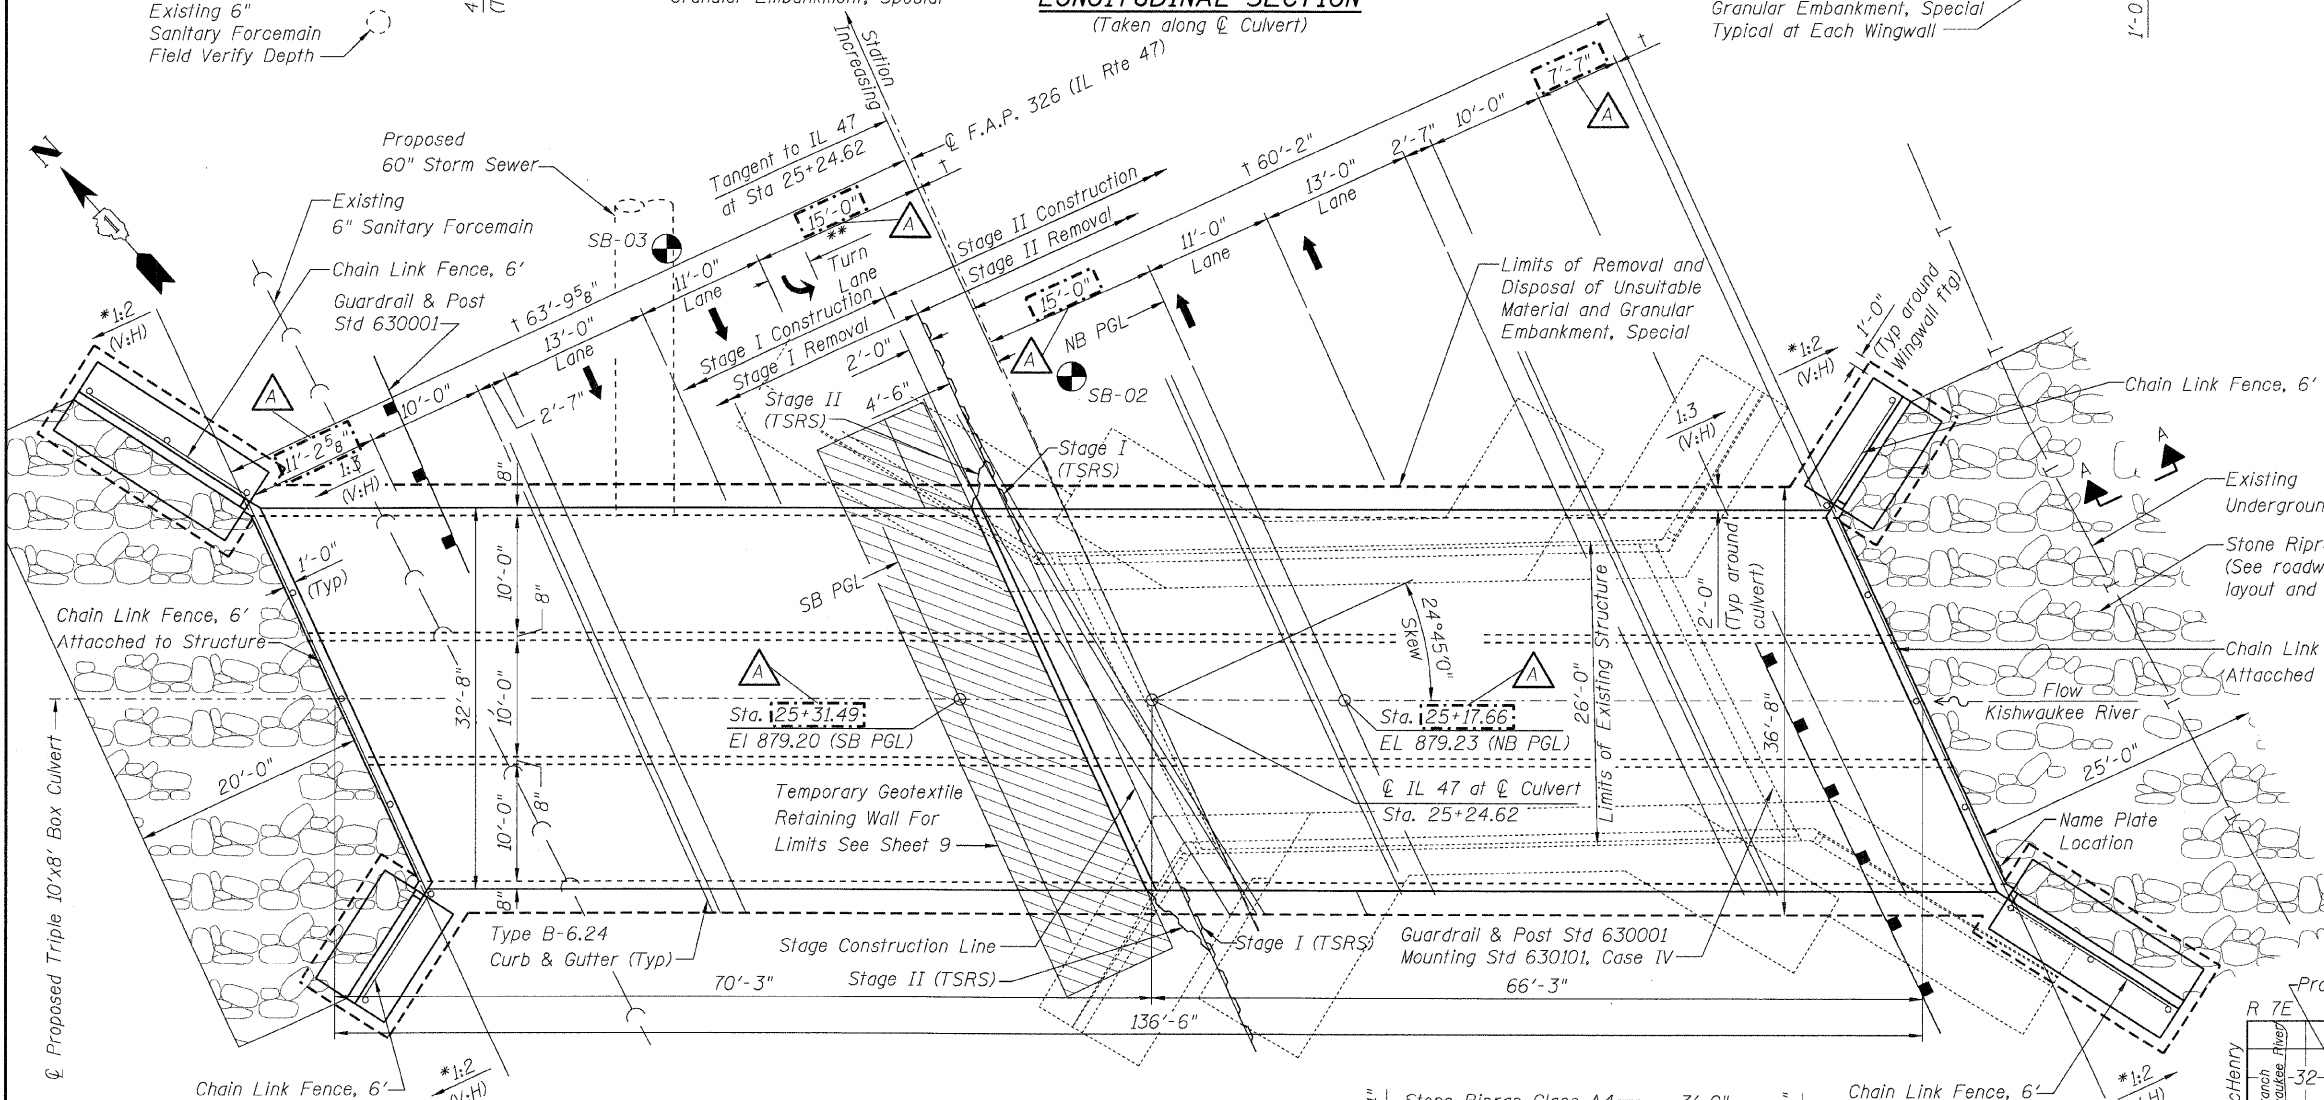 Existing 6"
Sanitary Forcemain
Field Verify Depth
LONGITUDINAL SECTION
(Taken along ℄ Culvert)
Granular Embankment, Special
Typical at Each Wingwall
1'-0
Station
Increasing
℄ F.A.P. 326 (IL Rte 47)
Tangent to IL 47
at Sta 25+24.62
N
Proposed
60" Storm Sewer
Existing
6" Sanitary Forcemain
Chain Link Fence, 6'
Guardrail & Post
Std 630001
*1:2
(V:H)
A
SB-03
† 63'-9⅝"
15'-0"
**
A
†
Turn
Lane
11'-0"
Lane
13'-0"
Lane
2'-7"
10'-0"
11'-2⅝"
1:3
(V:H)
Stage II Construction
Stage II Removal
Stage I Construction
Stage I Removal
† 60'-2"
7'-7"
†
A
10'-0"
2'-7"
13'-0"
Lane
11'-0"
Lane
15'-0"
A
NB PGL
SB-02
2'-0"
4'-6"
Stage II
(TSRS)
Stage I
(TSRS)
Limits of Removal and
Disposal of Unsuitable
Material and Granular
Embankment, Special
1:3
(V:H)
*1:2
(V:H)
1'-0"
(Typ around
Wingwall ftg)
Chain Link Fence, 6'
A
A
Existing
Stone Ripr
(See roadw
layout and
Chain Link
Attacched
Flow
Kishwaukee River
25'-0"
Name Plate
Location
1'-0"
(Typ)
Chain Link Fence, 6'
Attacched to Structure
℄ Proposed Triple 10'x8' Box Culvert
20'-0"
32'-8"
8"
10'-0"
8"
10'-0"
8"
10'-0"
8"
SB PGL
A
Sta. 25+31.49
El 879.20 (SB PGL)
Temporary Geotextile
Retaining Wall For
Limits See Sheet 9
24°45'0"
Skew
A
Sta. 25+17.66
EL 879.23 (NB PGL)
℄ IL 47 at ℄ Culvert
Sta. 25+24.62
26'-0"
Limits of Existing Structure
2'-0"
(Typ around
culvert)
36'-8"
Type B-6.24
Curb & Gutter (Typ)
Stage Construction Line
Stage II (TSRS)
Stage I (TSRS)
Guardrail & Post Std 630001
Mounting Std 630101, Case IV
70'-3"
66'-3"
136'-6"
Chain Link Fence, 6'
*1:2
(V:H)
Chain Link Fence, 6'
*1:2
R 7E
32